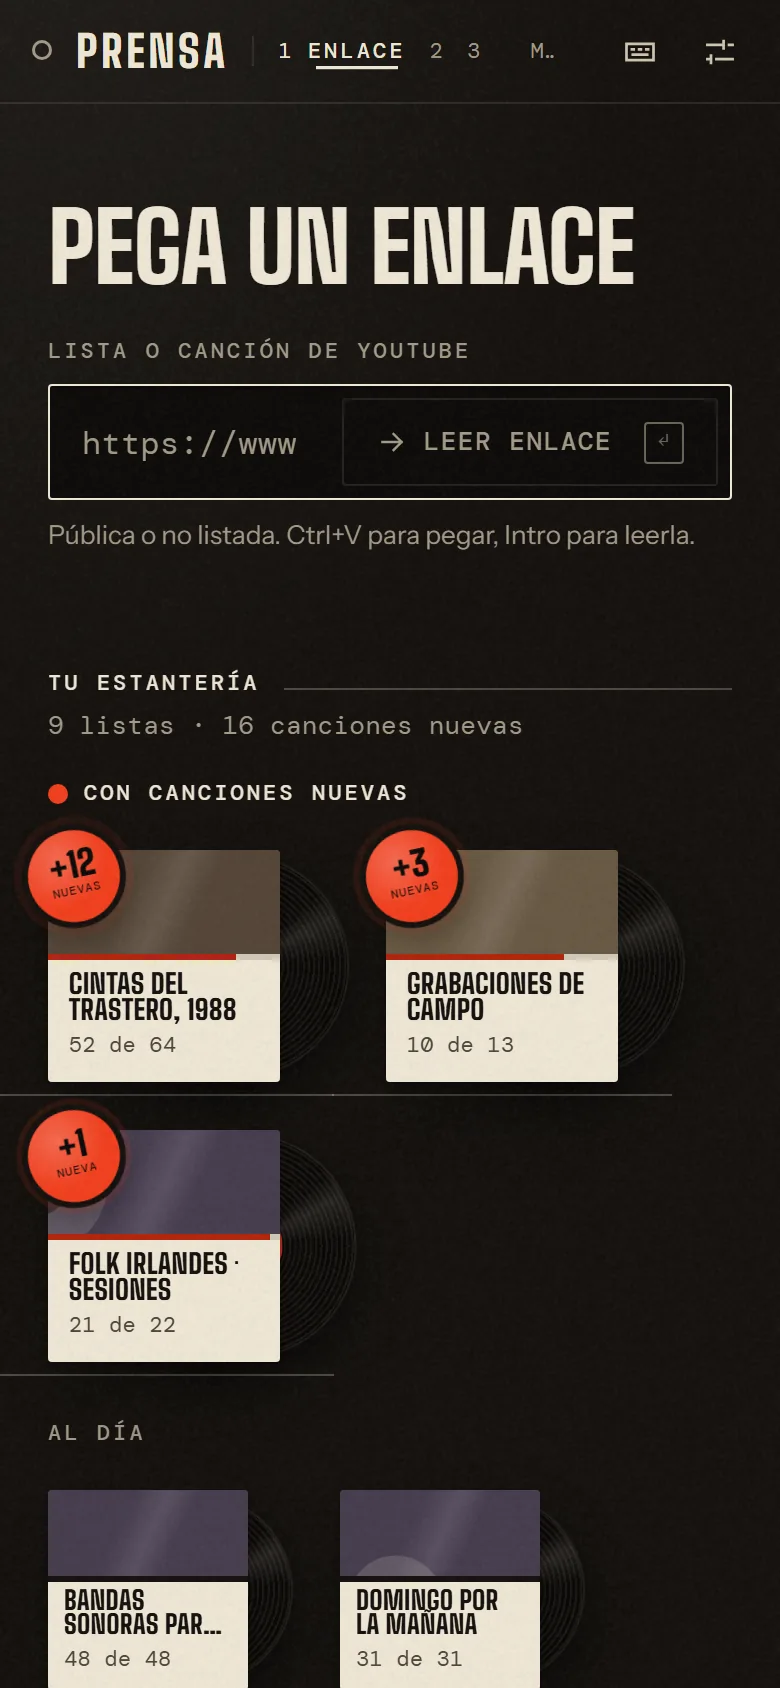 PRENSA 1 ENLACE 2 3 M..
PEGA UN ENLACE
LISTA O CANCIÓN DE YOUTUBE
https://www → LEER ENLACE ↵
Pública o no listada. Ctrl+V para pegar, Intro para leerla.
TU ESTANTERÍA
9 listas · 16 canciones nuevas
CON CANCIONES NUEVAS
+12
NUEVAS
CINTAS DEL
TRASTERO, 1988
52 de 64
+3
NUEVAS
GRABACIONES DE
CAMPO
10 de 13
+1
NUEVA
FOLK IRLANDES ·
SESIONES
21 de 22
AL DÍA
BANDAS
SONORAS PAR...
48 de 48
DOMINGO POR
LA MAÑANA
31 de 31